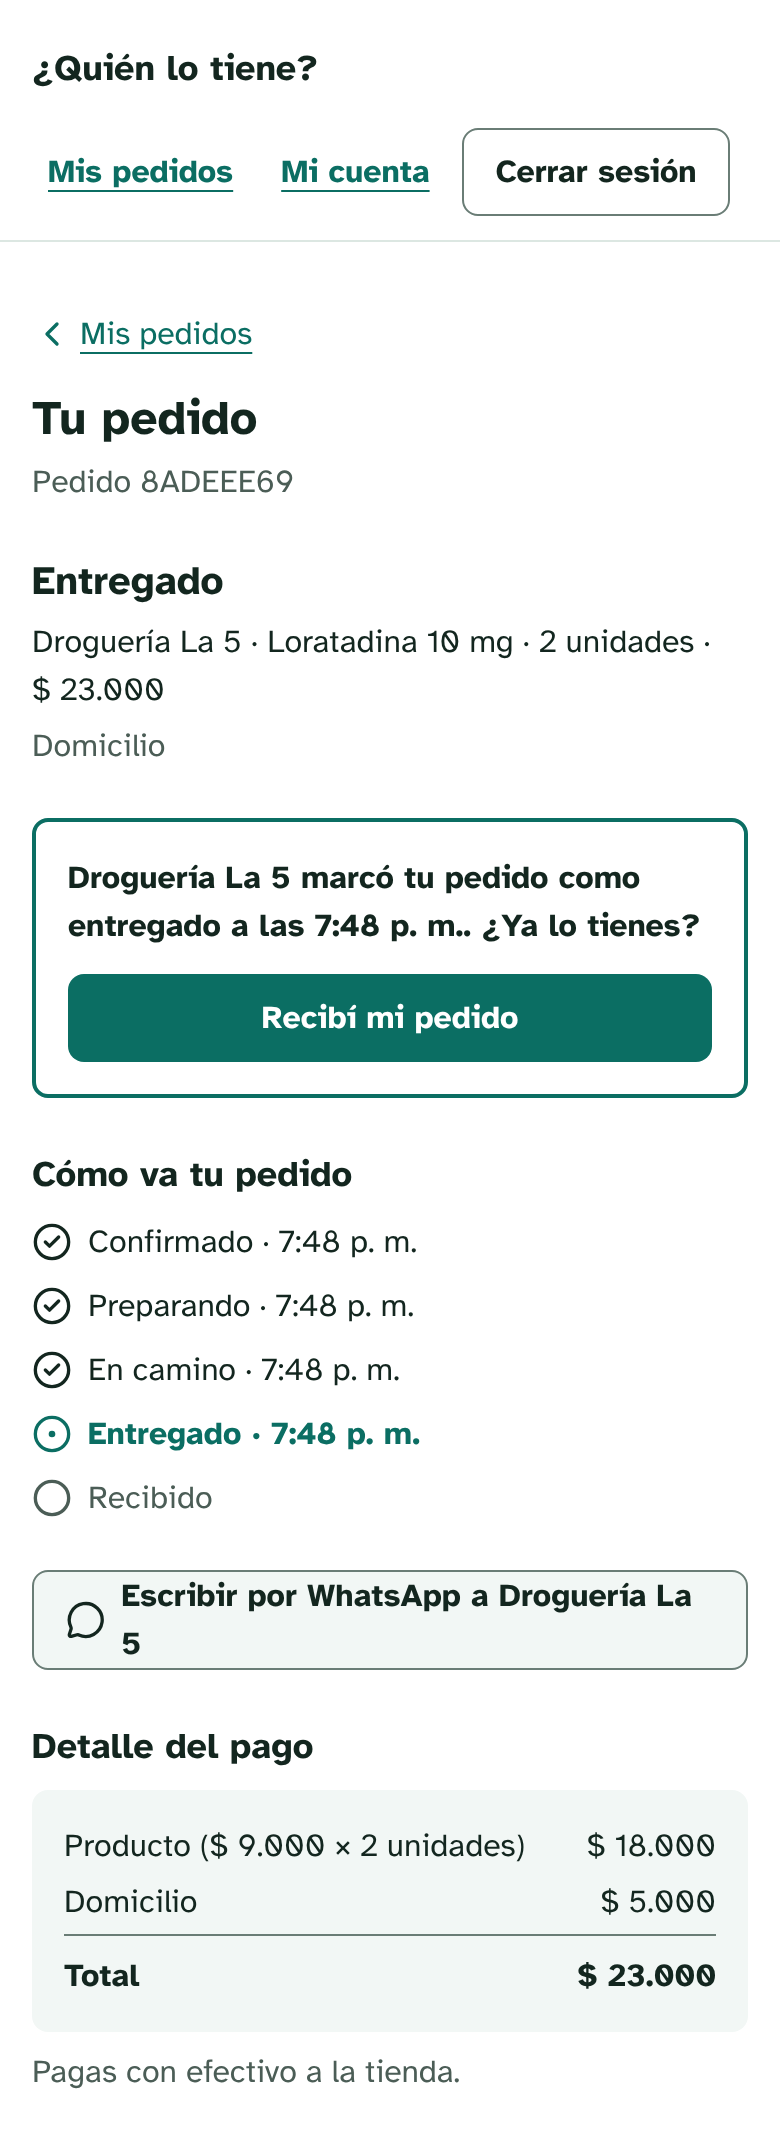 ¿Quién lo tiene?
Mis pedidos Mi cuenta Cerrar sesión
Mis pedidos
Tu pedido
Pedido 8ADEEE69
Entregado
Droguería La 5 · Loratadina 10 mg · 2 unidades ·
$ 23.000
Domicilio
Droguería La 5 marcó tu pedido como
entregado a las 7:48 p. m.. ¿Ya lo tienes?
Recibí mi pedido
Cómo va tu pedido
Confirmado · 7:48 p. m.
Preparando · 7:48 p. m.
En camino · 7:48 p. m.
Entregado · 7:48 p. m.
Recibido
Escribir por WhatsApp a Droguería La
5
Detalle del pago
Producto ($ 9.000 × 2 unidades) $ 18.000
Domicilio $ 5.000
Total $ 23.000
Pagas con efectivo a la tienda.